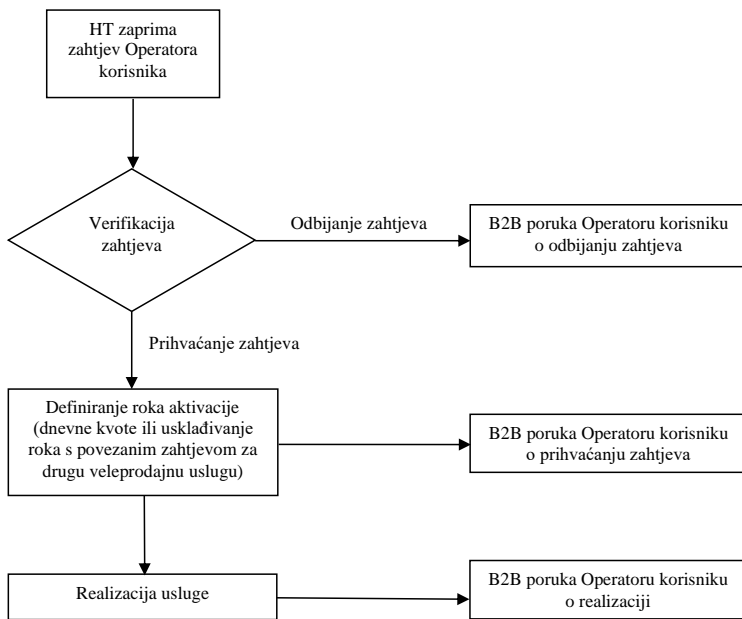 HT zaprima
zahtjev Operatora
korisnika
Verifikacija
zahtjeva
Odbijanje zahtjeva
B2B poruka Operatoru korisniku
o odbijanju zahtjeva
Prihvaćanje zahtjeva
Definiranje roka aktivacije
(dnevne kvote ili usklađivanje
roka s povezanim zahtjevom za
drugu veleprodajnu uslugu)
B2B poruka Operatoru korisniku
o prihvaćanju zahtjeva
Realizacija usluge
B2B poruka Operatoru korisniku
o realizaciji